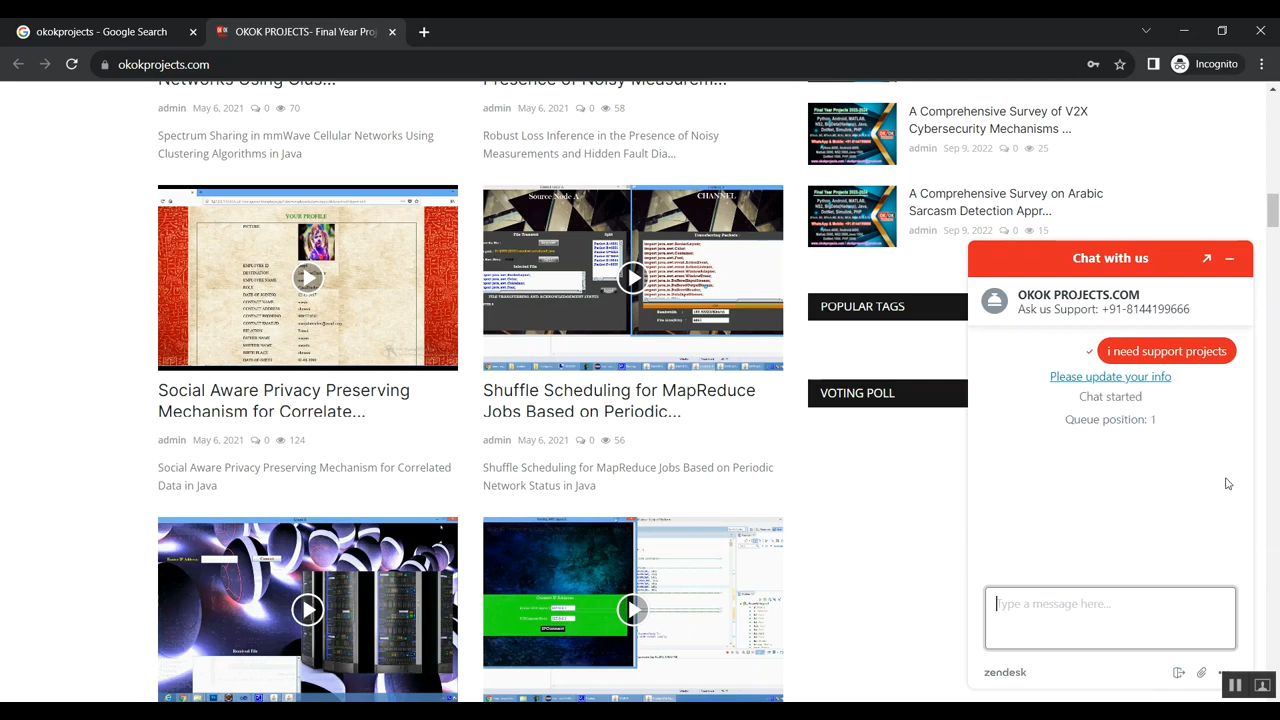 okokprojects - Google Search
OKOK PROJECTS- Final Year Pro
okokprojects.com
Incognito
Networks Using Glas...
admin May 6, 2021 0 70
Spectrum Sharing in mmWave Cellular Networks Using
Clustering Algorithms in Java
Presence of Noisy Measurem...
admin May 6, 2021 0 58
Robust Loss Inference in the Presence of Noisy
Measurements and Hidden Fault Dia...
YOUR PROFILE
Social Aware Privacy Preserving
Mechanism for Correlate...
admin May 6, 2021 0 124
Social Aware Privacy Preserving Mechanism for Correlated
Data in Java
Source Node A
CHANNEL
Shuffle Scheduling for MapReduce
Jobs Based on Periodic...
admin May 6, 2021 0 56
Shuffle Scheduling for MapReduce Jobs Based on Periodic
Network Status in Java
A Comprehensive Survey of V2X
Cybersecurity Mechanisms ...
admin Sep 9, 2022 0 25
A Comprehensive Survey on Arabic
Sarcasm Detection Appr...
admin Sep 9, 2022 0 15
POPULAR TAGS
VOTING POLL
Chat with us
OKOK PROJECTS.COM
Ask us Support +91- 8144199666
i need support projects
Please update your info
Chat started
Queue position: 1
Type a message here...
zendesk